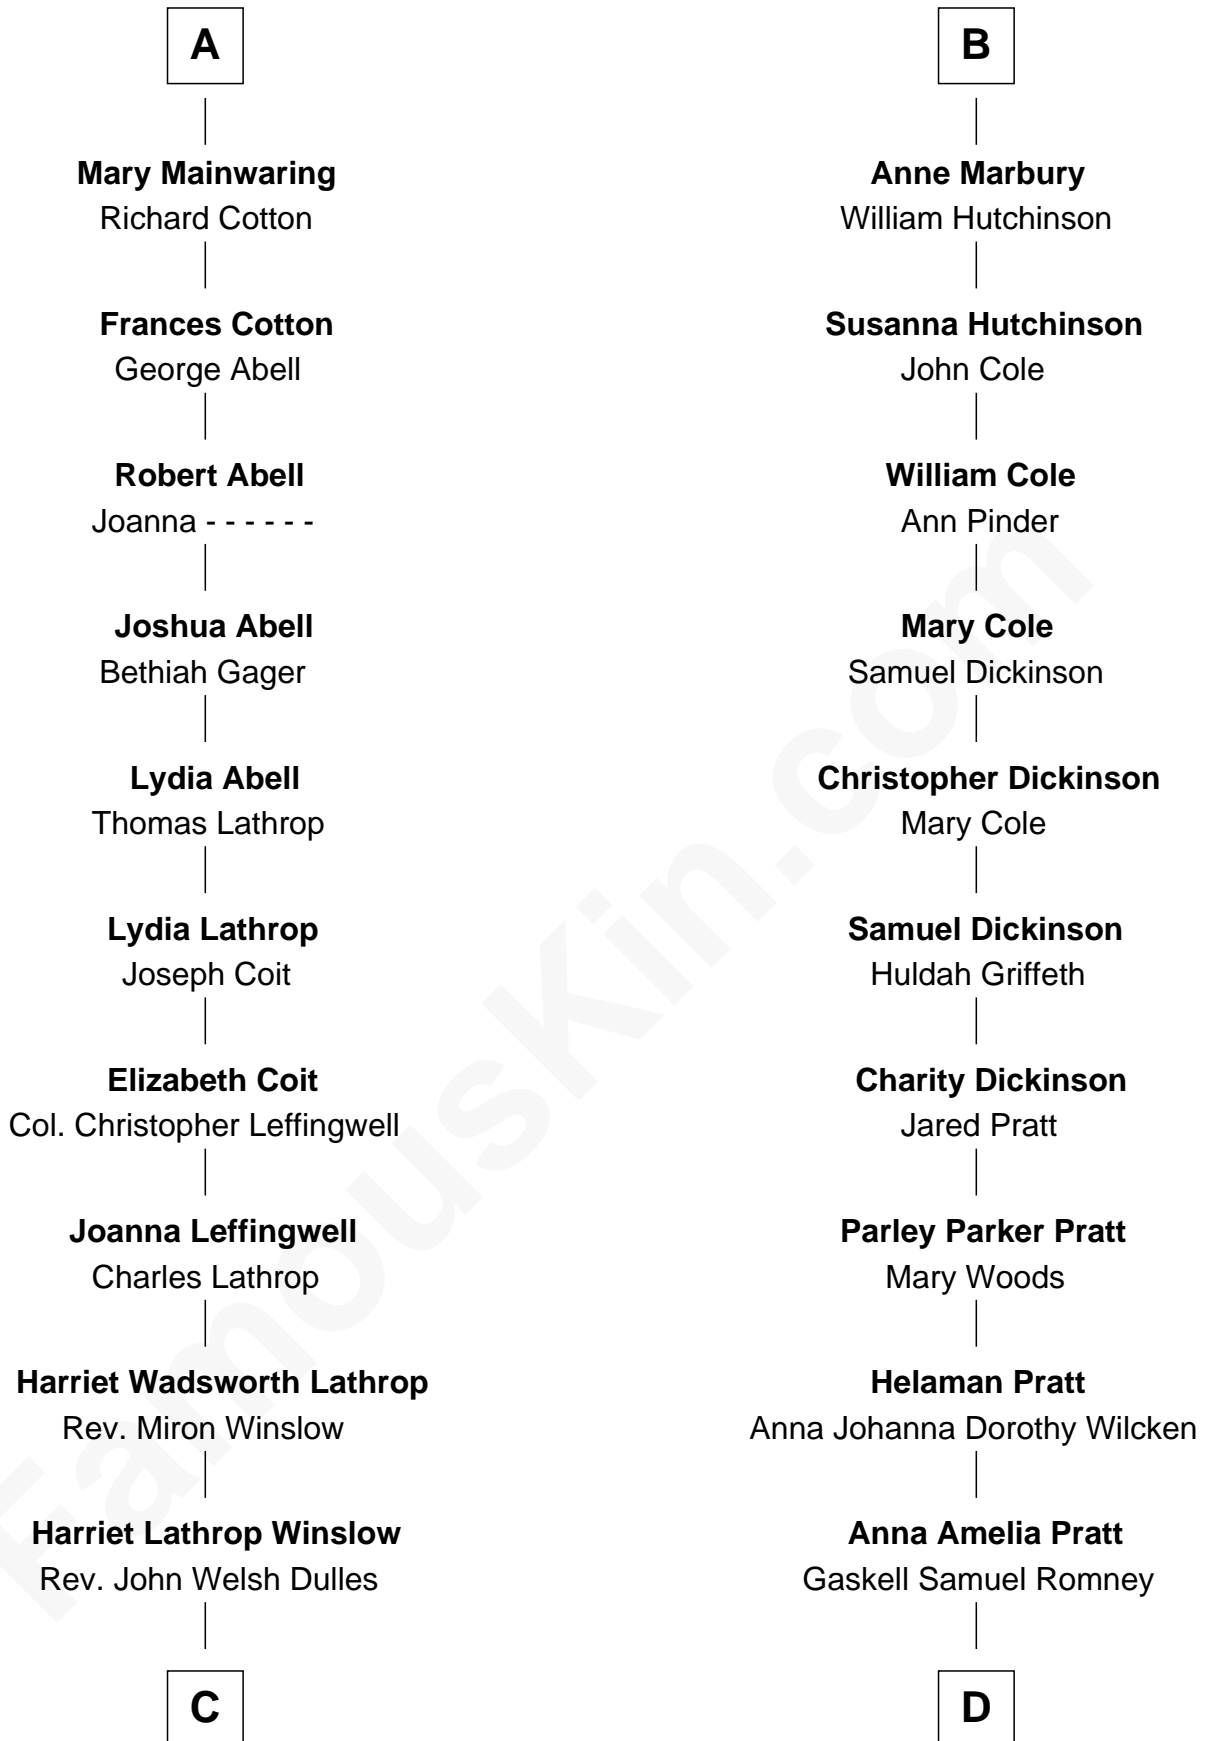 A
Mary Mainwaring
Richard Cotton
Frances Cotton
George Abell
Robert Abell
Joanna - - - - - -
Joshua Abell
Bethiah Gager
Lydia Abell
Thomas Lathrop
Lydia Lathrop
Joseph Coit
Elizabeth Coit
Col. Christopher Leffingwell
Joanna Leffingwell
Charles Lathrop
Harriet Wadsworth Lathrop
Rev. Miron Winslow
Harriet Lathrop Winslow
Rev. John Welsh Dulles
C
B
Anne Marbury
William Hutchinson
Susanna Hutchinson
John Cole
William Cole
Ann Pinder
Mary Cole
Samuel Dickinson
Christopher Dickinson
Mary Cole
Samuel Dickinson
Huldah Griffeth
Charity Dickinson
Jared Pratt
Parley Parker Pratt
Mary Woods
Helaman Pratt
Anna Johanna Dorothy Wilcken
Anna Amelia Pratt
Gaskell Samuel Romney
D
FamousKin.com